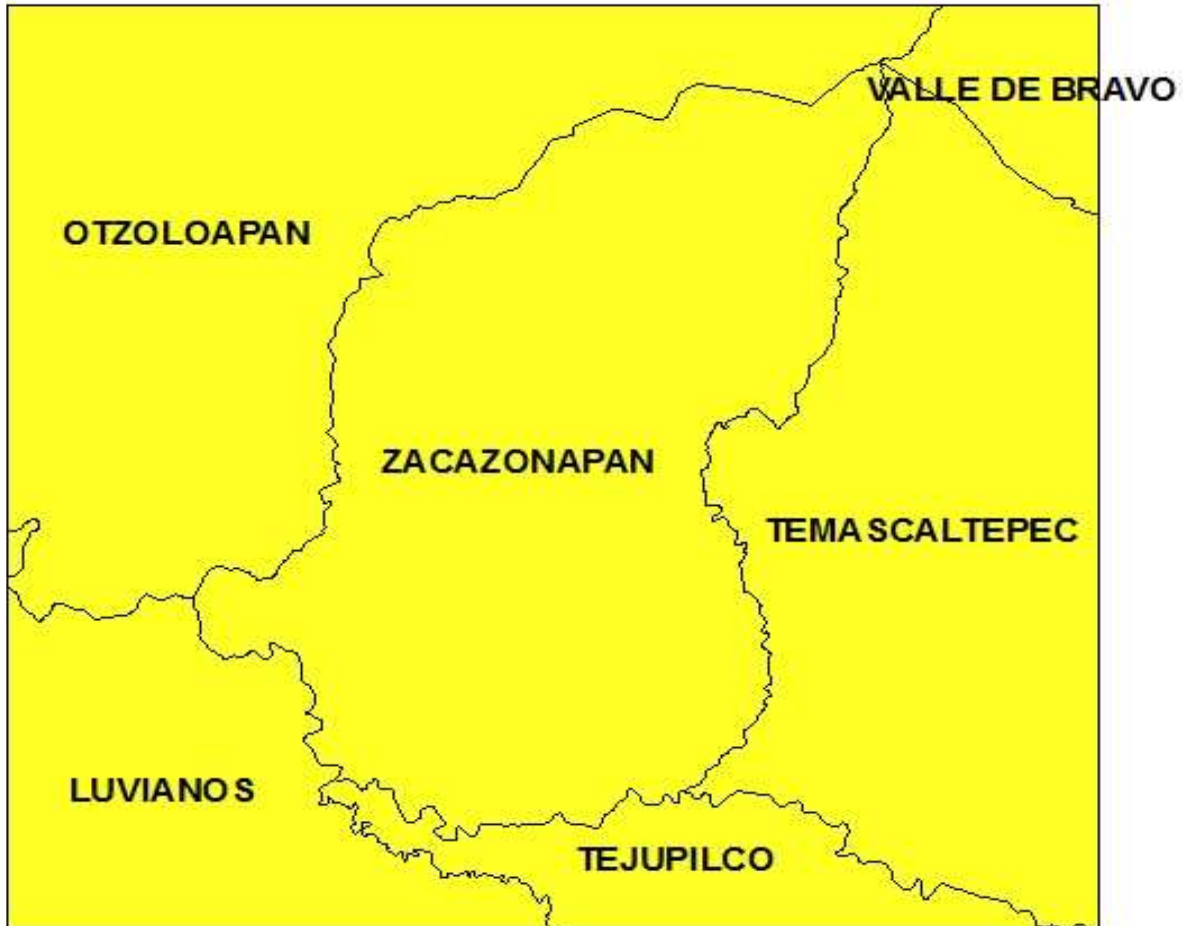 VALLE DE BRAVO
OTZOLOAPAN
ZACAZONAPAN
TEMASCALTEPEC
LUVIANOS
TEJUPILCO